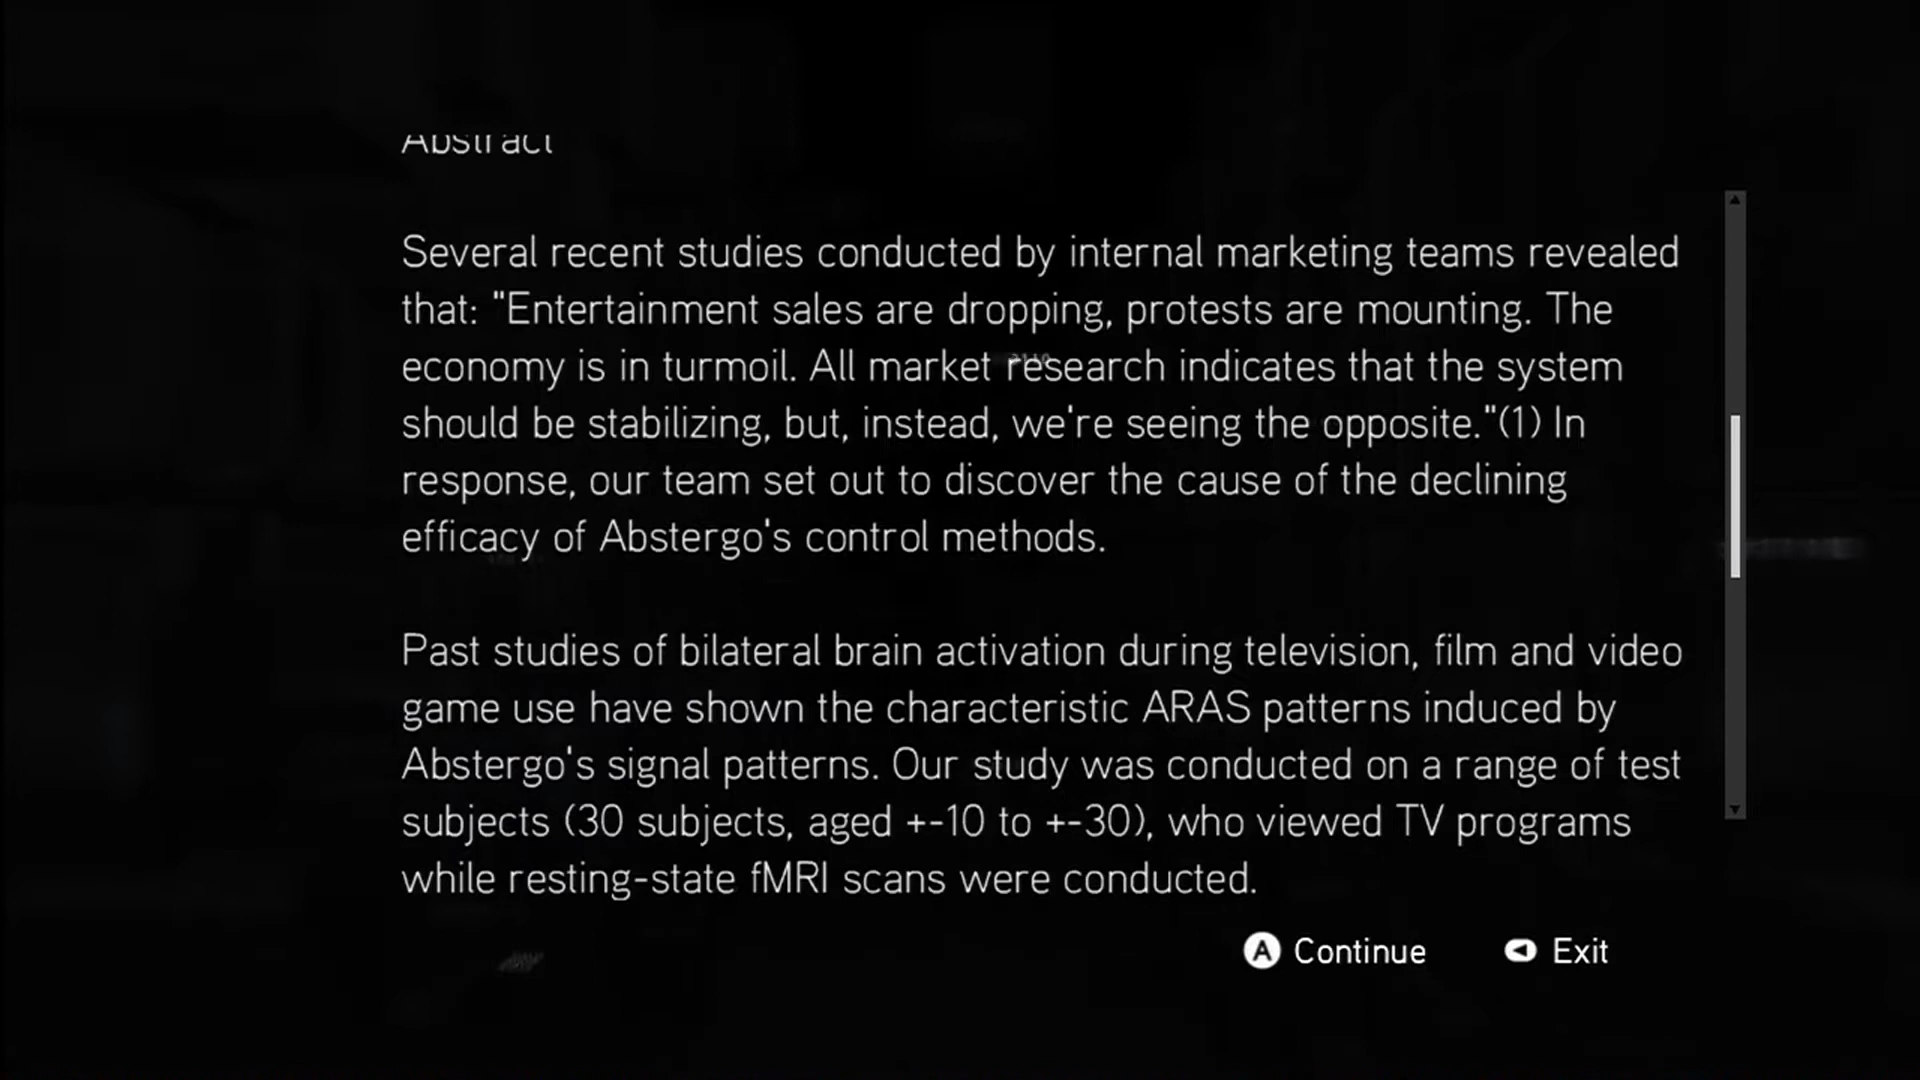 Abstract
Several recent studies conducted by internal marketing teams revealed
that: "Entertainment sales are dropping, protests are mounting. The
economy is in turmoil. All market research indicates that the system
should be stabilizing, but, instead, we're seeing the opposite."(1) In
response, our team set out to discover the cause of the declining
efficacy of Abstergo's control methods.
Past studies of bilateral brain activation during television, film and video
game use have shown the characteristic ARAS patterns induced by
Abstergo's signal patterns. Our study was conducted on a range of test
subjects (30 subjects, aged +-10 to +-30), who viewed TV programs
while resting-state fMRI scans were conducted.
A Continue Exit